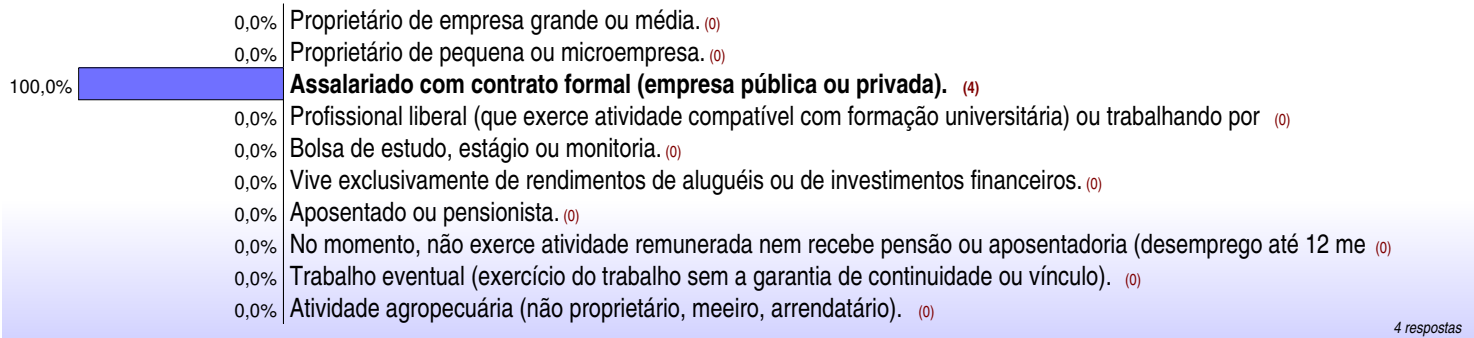 0,0% Proprietário de empresa grande ou média. (0)
0,0% Proprietário de pequena ou microempresa. (0)
100,0% Assalariado com contrato formal (empresa pública ou privada). (4)
0,0% Profissional liberal (que exerce atividade compatível com formação universitária) ou trabalhando por (0)
0,0% Bolsa de estudo, estágio ou monitoria. (0)
0,0% Vive exclusivamente de rendimentos de aluguéis ou de investimentos financeiros. (0)
0,0% Aposentado ou pensionista. (0)
0,0% No momento, não exerce atividade remunerada nem recebe pensão ou aposentadoria (desemprego até 12 me (0)
0,0% Trabalho eventual (exercício do trabalho sem a garantia de continuidade ou vínculo). (0)
0,0% Atividade agropecuária (não proprietário, meeiro, arrendatário). (0)
4 respostas